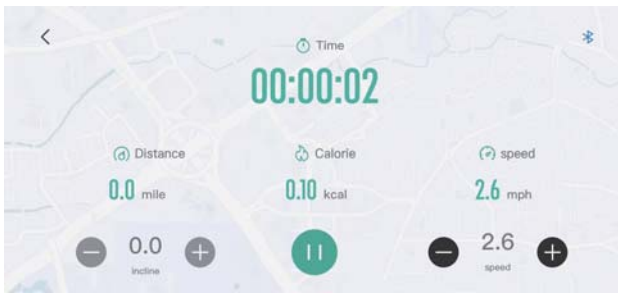 Time
00:00:02
Distance
Calorie
speed
0.0 mile
0.10 kcal
2.6 mph
0.0
incline
2.6
speed